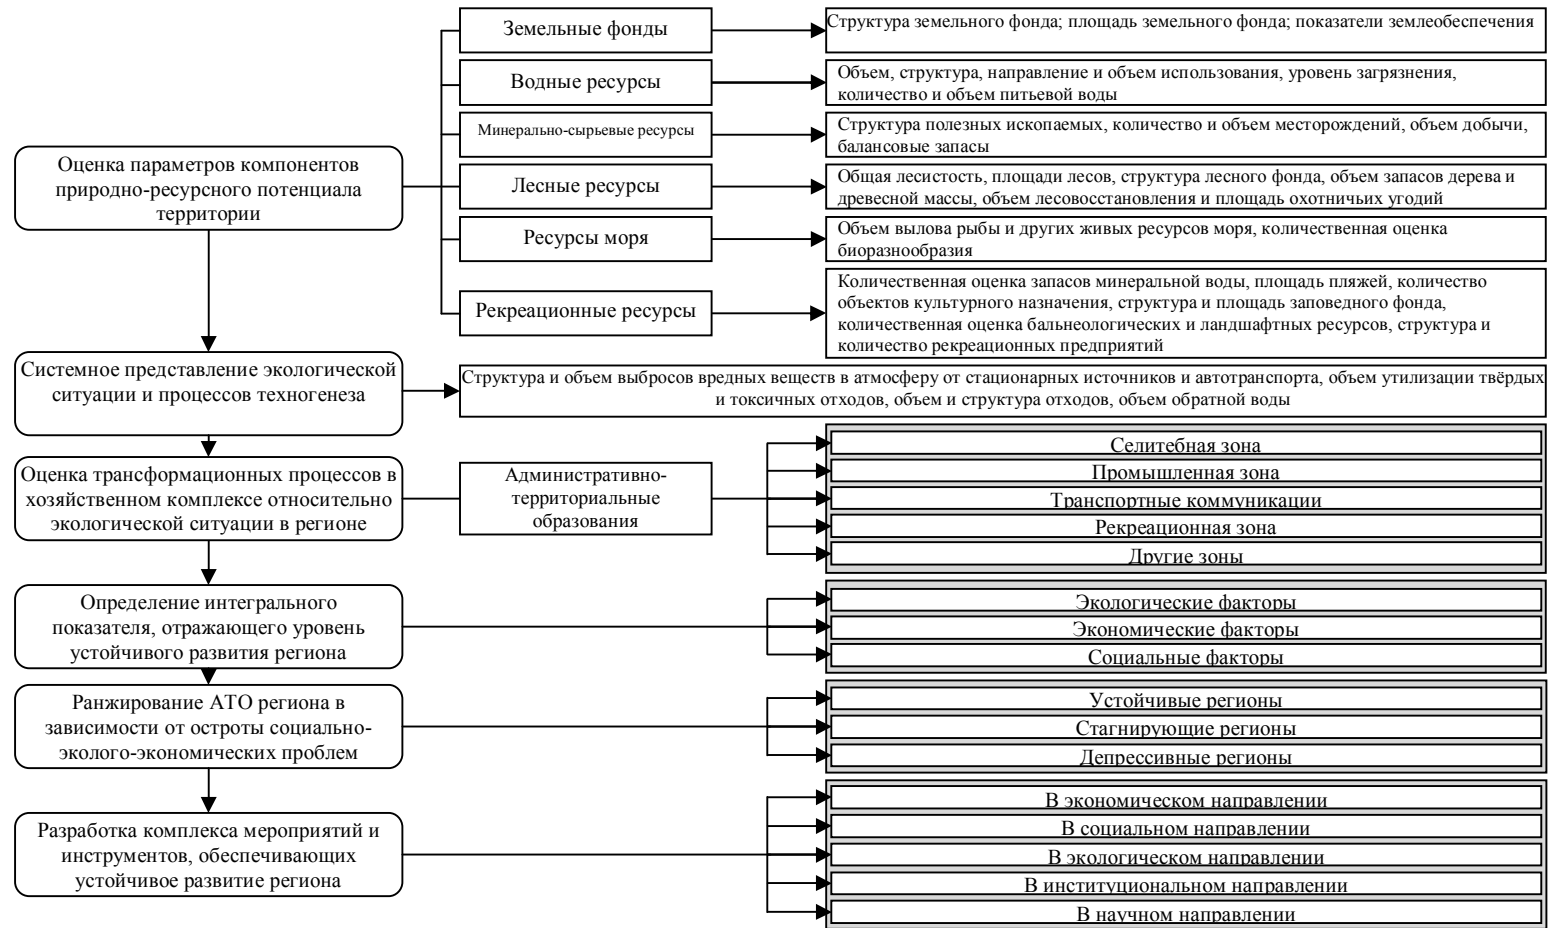 Земельные фонды
Структура земельного фонда; площадь земельного фонда; показатели землеобеспечения
Водные ресурсы
Объем, структура, направление и объем использования, уровень загрязнения,
количество и объем питьевой воды
Минерально-сырьевые ресурсы
Структура полезных ископаемых, количество и объем месторождений, объем добычи,
балансовые запасы
Оценка параметров компонентов
природно-ресурсного потенциала
территории
Лесные ресурсы
Общая лесистость, площади лесов, структура лесного фонда, объем запасов дерева и
древесной массы, объем лесовосстановления и площадь охотничьих угодий
Ресурсы моря
Объем вылова рыбы и других живых ресурсов моря, количественная оценка
биоразнообразия
Рекреационные ресурсы
Количественная оценка запасов минеральной воды, площадь пляжей, количество
объектов культурного назначения, структура и площадь заповедного фонда,
количественная оценка бальнеологических и ландшафтных ресурсов, структура и
количество рекреационных предприятий
Системное представление экологической
ситуации и процессов техногенеза
Структура и объем выбросов вредных веществ в атмосферу от стационарных источников и автотранспорта, объем утилизации твёрдых
и токсичных отходов, объем и структура отходов, объем обратной воды
Оценка трансформационных процессов в
хозяйственном комплексе относительно
экологической ситуации в регионе
Административно-
территориальные
образования
Селитебная зона
Промышленная зона
Транспортные коммуникации
Рекреационная зона
Другие зоны
Определение интегрального
показателя, отражающего уровень
устойчивого развития региона
Экологические факторы
Экономические факторы
Социальные факторы
Ранжирование АТО региона в
зависимости от остроты социально-
эколого-экономических проблем
Устойчивые регионы
Стагнирующие регионы
Депрессивные регионы
Разработка комплекса мероприятий и
инструментов, обеспечивающих
устойчивое развитие региона
В экономическом направлении
В социальном направлении
В экологическом направлении
В институциональном направлении
В научном направлении